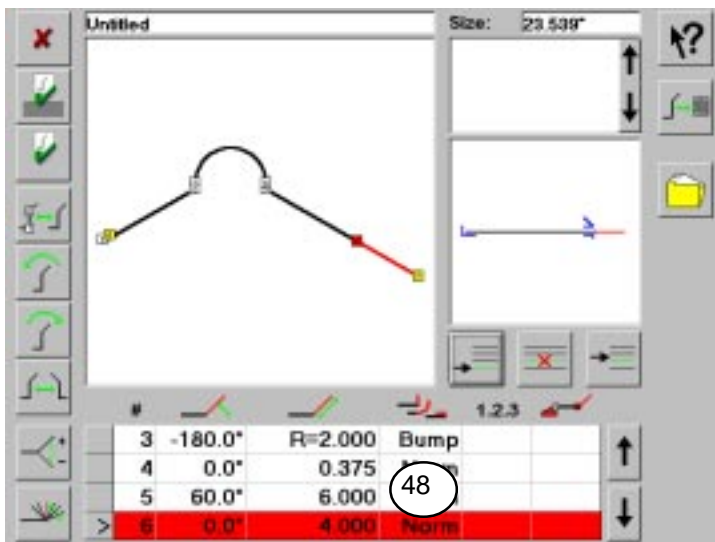 Untitled
Size: 23.539"
# 1.2.3
3 -180.0° R=2.000 Bump
4 0.0° 0.375
5 60.0° 6.000
48
> 6 0.0° 4.000 Norm